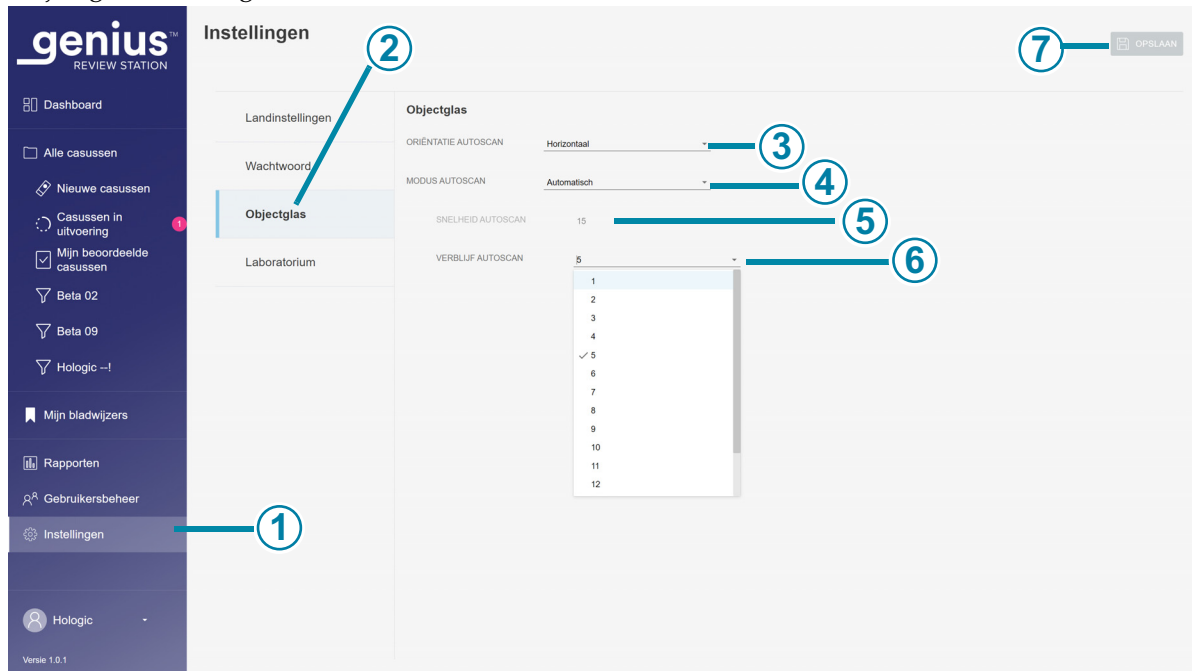 genius™
REVIEW STATION
Dashboard
Alle casussen
Nieuwe casussen
Casussen in
uitvoering
1
Mijn beoordeelde
casussen
Beta 02
Beta 09
Hologic --!
Mijn bladwijzers
Rapporten
Gebruikersbeheer
Instellingen
Hologic
Versie 1.0.1
Instellingen
OPSLAAN
Landinstellingen
Wachtwoord
Objectglas
Laboratorium
Objectglas
ORIËNTATIE AUTOSCAN Horizontaal
MODUS AUTOSCAN Automatisch
SNELHEID AUTOSCAN 15
VERBLIJF AUTOSCAN 5
1
2
3
4
5
6
7
8
9
10
11
12
1
2
3
4
5
6
7